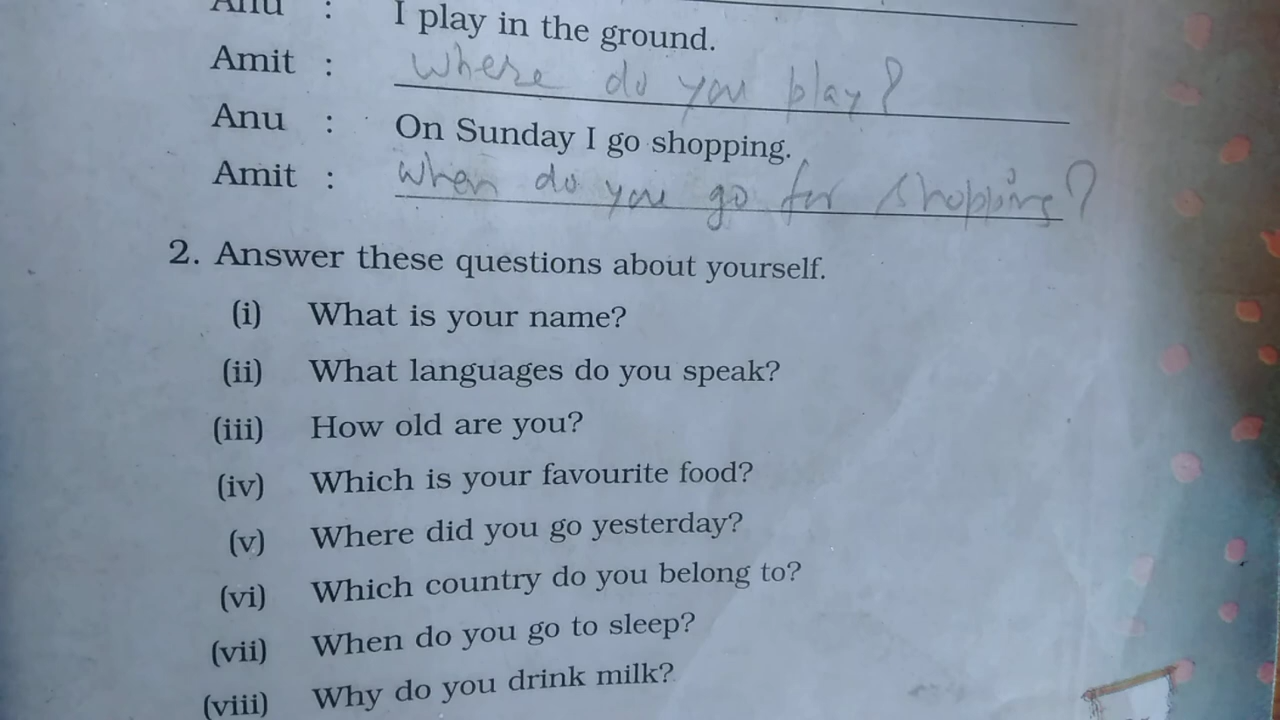 Anu : I play in the ground.
Amit : Where do you play?
Anu : On Sunday I go shopping.
Amit : When do you go for shopping?
2. Answer these questions about yourself.
(i) What is your name?
(ii) What languages do you speak?
(iii) How old are you?
(iv) Which is your favourite food?
(v) Where did you go yesterday?
(vi) Which country do you belong to?
(vii) When do you go to sleep?
(viii) Why do you drink milk?